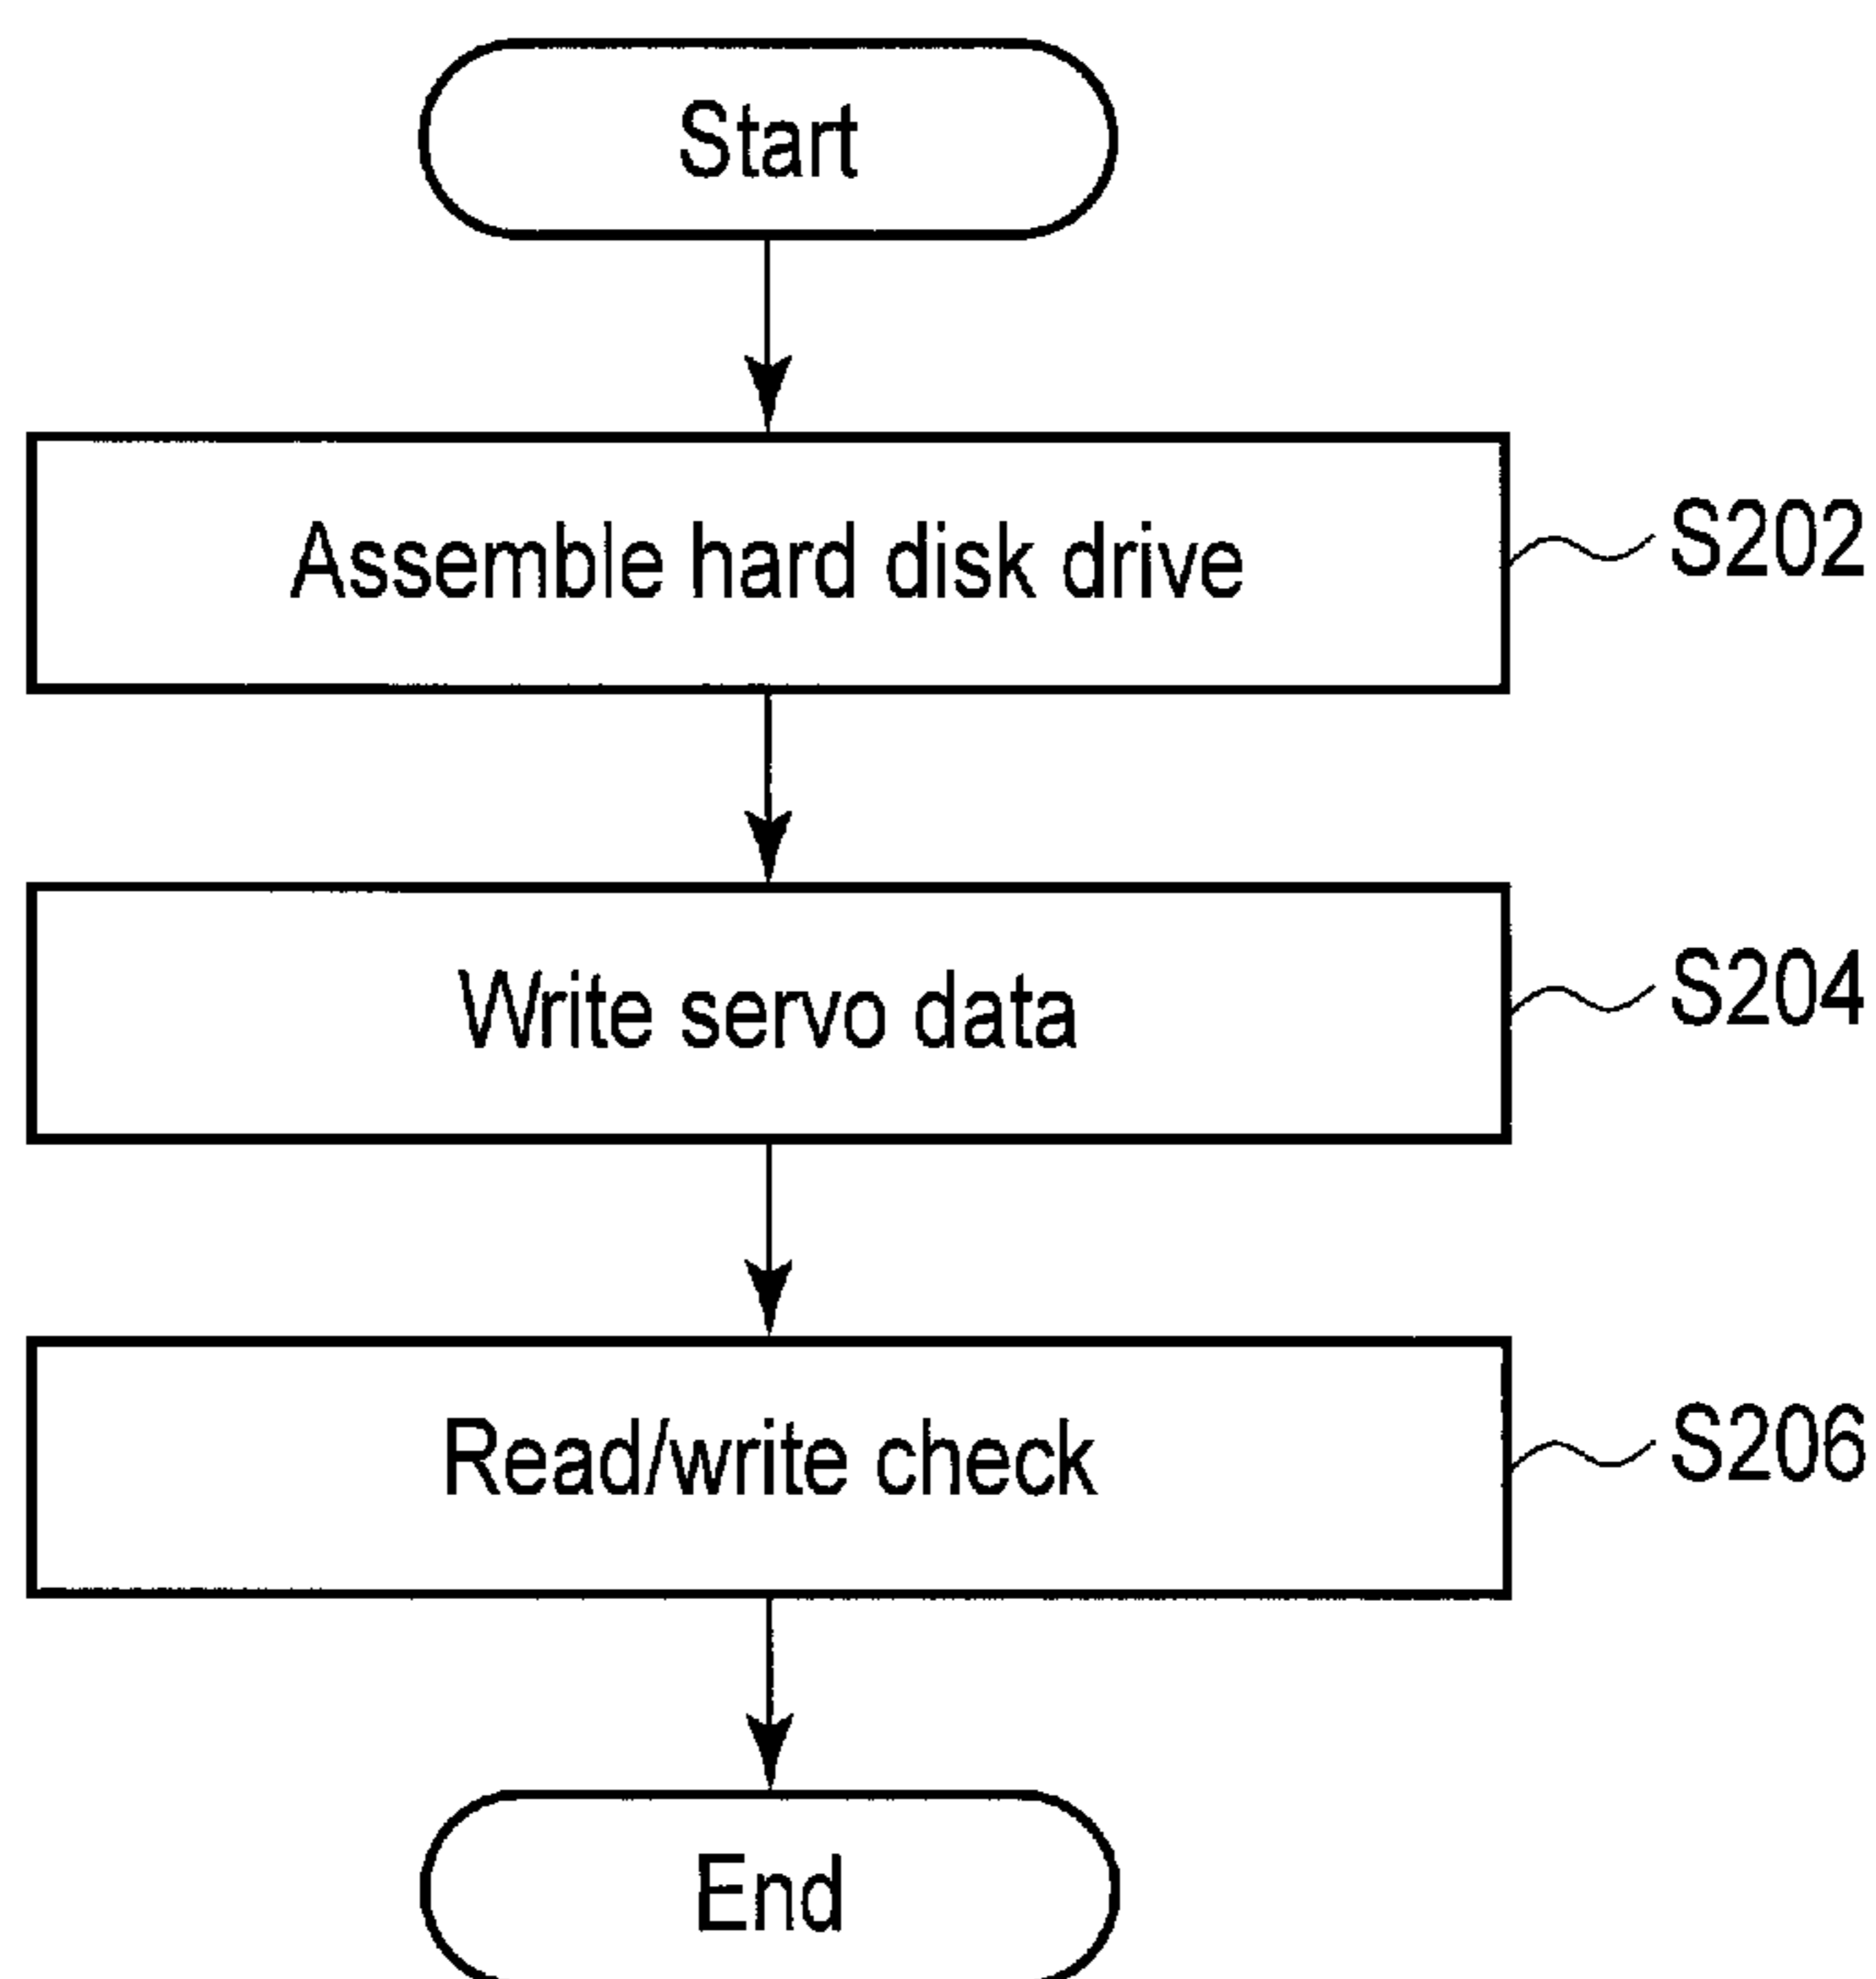 Start
Assemble hard disk drive
S202
Write servo data
S204
Read/write check
S206
End